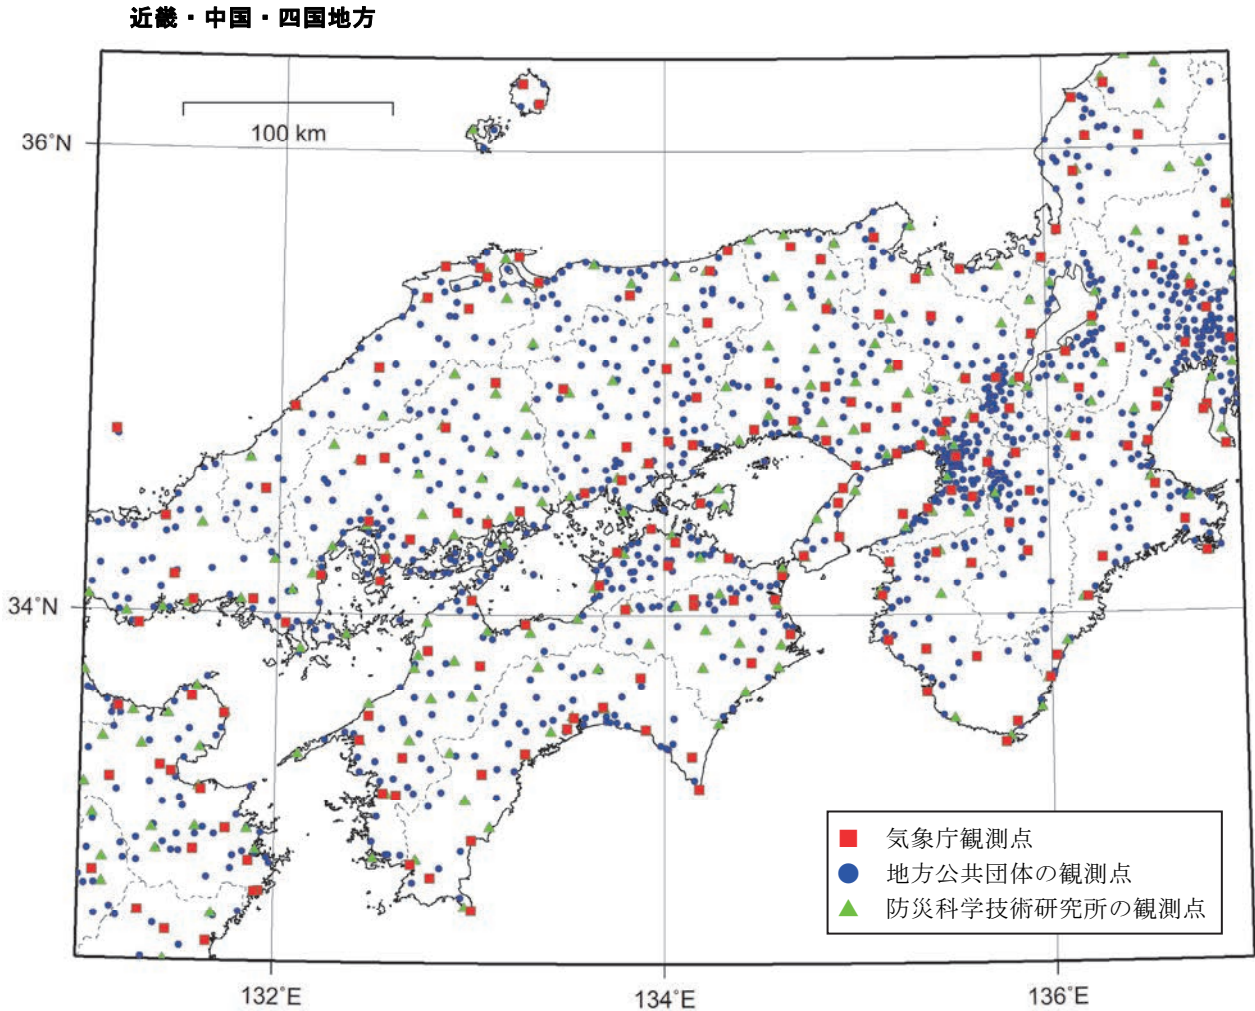 近畿・中国・四国地方
100 km
36°N
34°N
気象庁観測点
地方公共団体の観測点
防災科学技術研究所の観測点
132°E
134°E
136°E